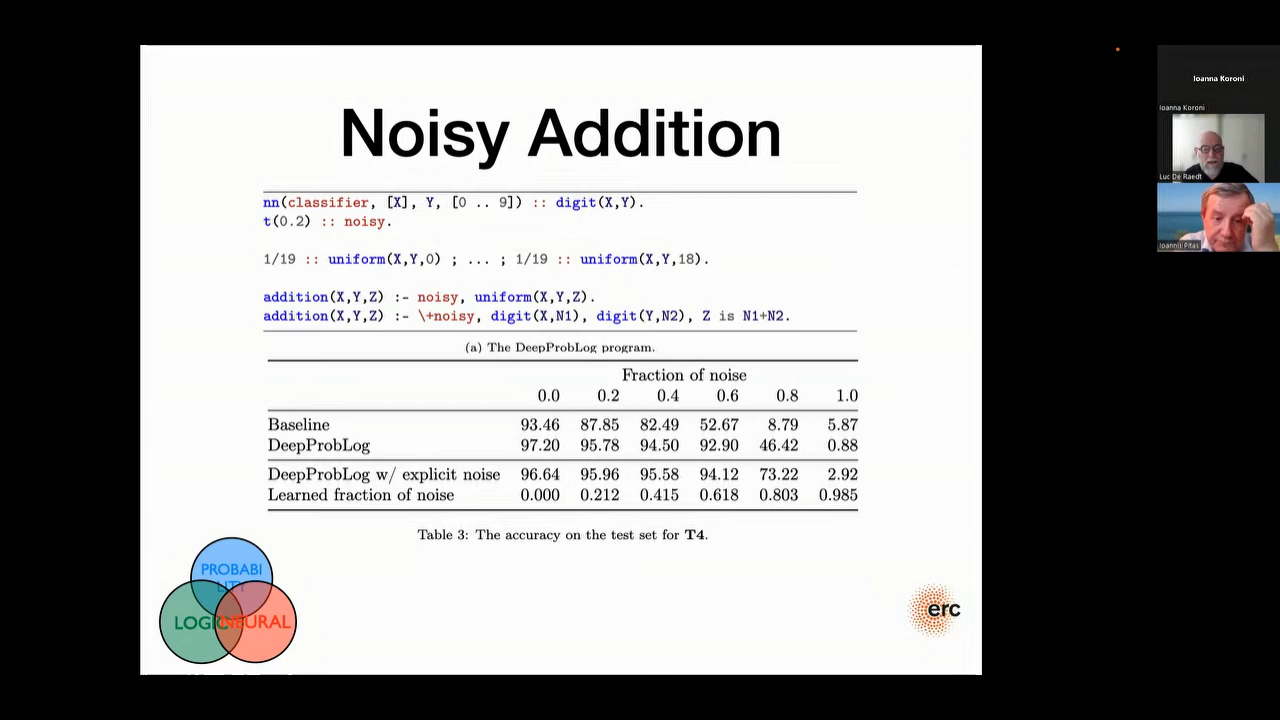 Noisy Addition
nn(classifier, [X], Y, [0 .. 9]) :: digit(X,Y).
t(0.2) :: noisy.
1/19 :: uniform(X,Y,0) ; ... ; 1/19 :: uniform(X,Y,18).
addition(X,Y,Z) :- noisy, uniform(X,Y,Z).
addition(X,Y,Z) :- \+noisy, digit(X,N1), digit(Y,N2), Z is N1+N2.
(a) The DeepProbLog program.
Fraction of noise
0.0 0.2 0.4 0.6 0.8 1.0
Baseline 93.46 87.85 82.49 52.67 8.79 5.87
DeepProbLog 97.20 95.78 94.50 92.90 46.42 0.88
DeepProbLog w/ explicit noise 96.64 95.96 95.58 94.12 73.22 2.92
Learned fraction of noise 0.000 0.212 0.415 0.618 0.803 0.985
Table 3: The accuracy on the test set for T4.
PROBABI
LITY
LOGIC NEURAL
erc
Ioanna Koroni
Ioanna Koroni
Luc De Raedt
Ioannis Pitas